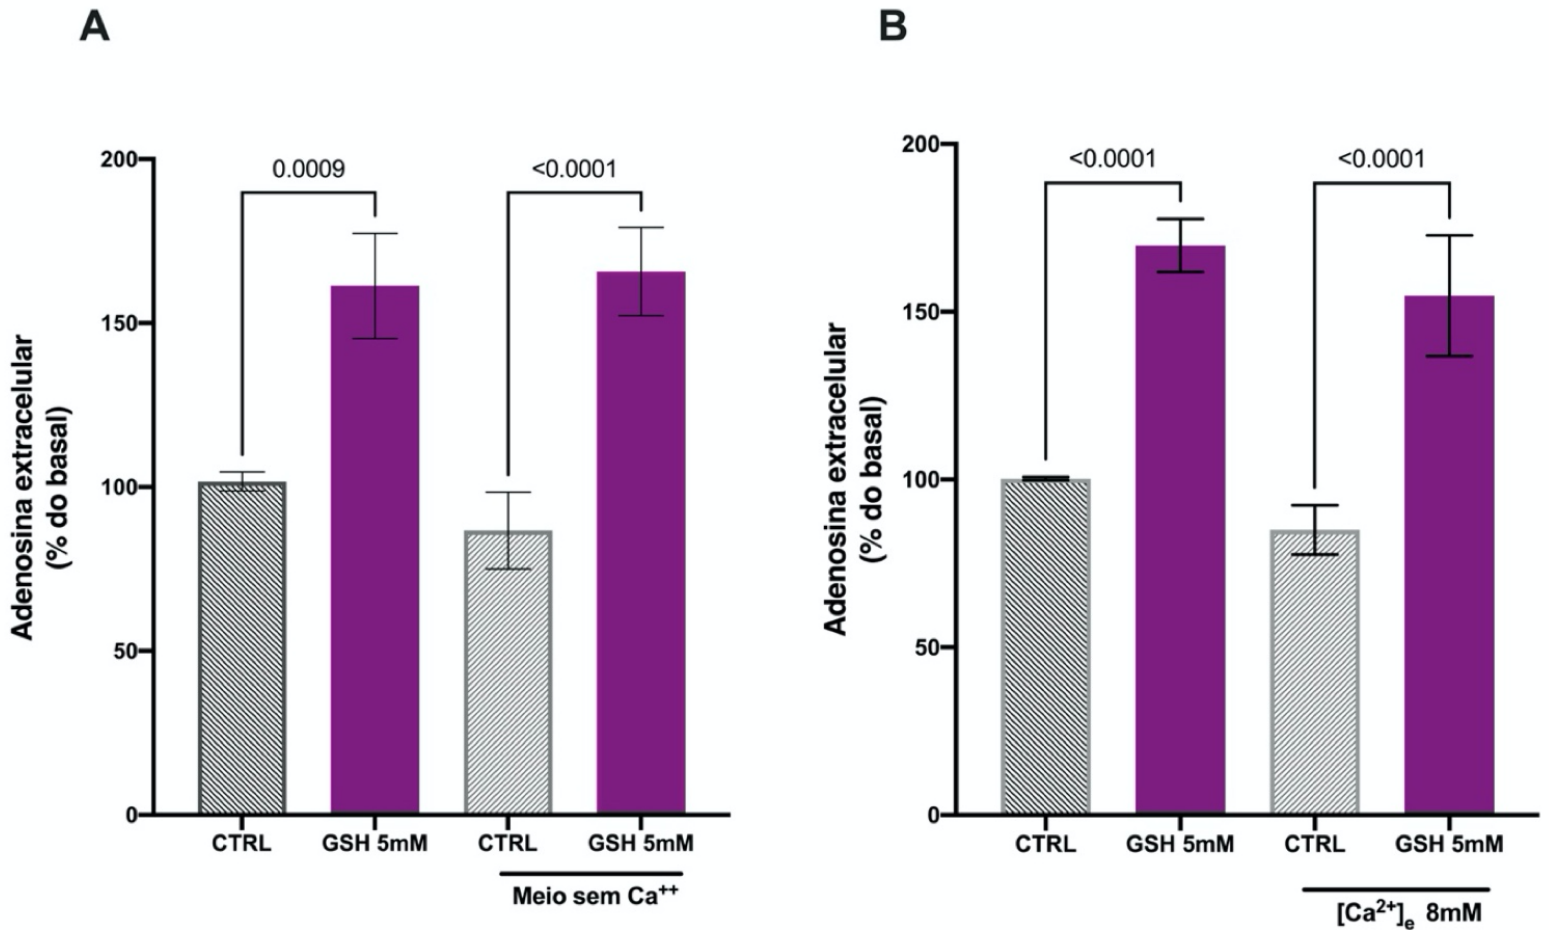 A
Adenosina extracelular
(% do basal)
200
150
100
50
0
0.0009
<0.0001
CTRL
GSH 5mM
CTRL
GSH 5mM
Meio sem Ca⁺⁺
B
Adenosina extracelular
(% do basal)
200
150
100
50
0
<0.0001
<0.0001
CTRL
GSH 5mM
CTRL
GSH 5mM
[Ca²⁺]ₑ 8mM